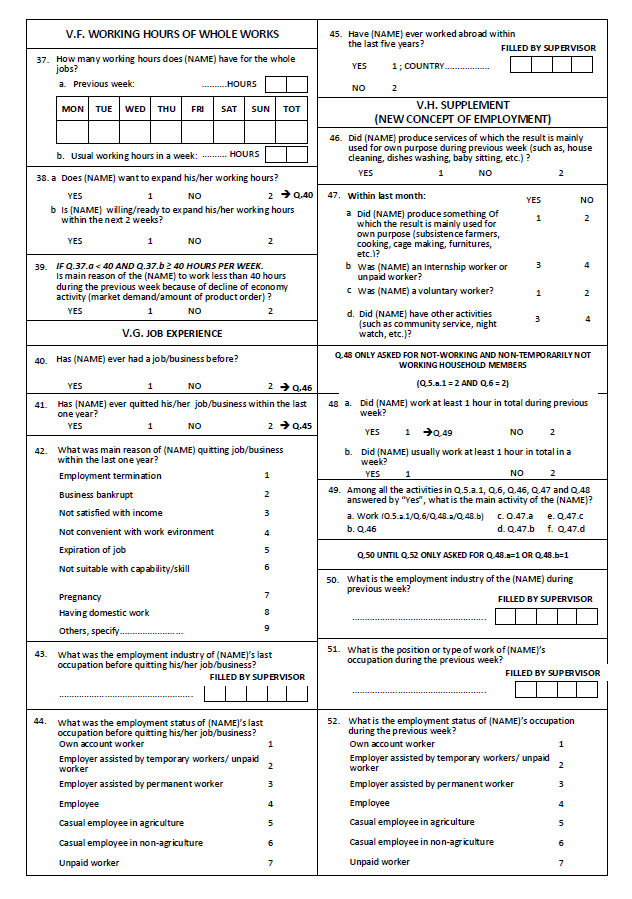 V.F. WORKING HOURS OF WHOLE WORKS
37. How many working hours does (NAME) have for the whole
jobs?
a. Previous week: ..........HOURS
MON TUE WED THU FRI SAT SUN TOT
b. Usual working hours in a week: .......... HOURS
38. a Does (NAME) want to expand his/her working hours?
YES 1 NO 2 ➔ Q.40
b Is (NAME) willing/ready to expand his/her working hours
within the next 2 weeks?
YES 1 NO 2
39. IF Q.37.a < 40 AND Q.37.b ≥ 40 HOURS PER WEEK.
Is main reason of the (NAME) to work less than 40 hours
during the previous week because of decline of economy
activity (market demand/amount of product order) ?
YES 1 NO 2
V.G. JOB EXPERIENCE
40. Has (NAME) ever had a job/business before?
YES 1 NO 2 ➔ Q.46
41. Has (NAME) ever quitted his/her job/business within the last
one year?
YES 1 NO 2 ➔ Q.45
42. What was main reason of (NAME) quitting job/business
within the last one year?
Employment termination 1
Business bankrupt 2
Not satisfied with income 3
Not convenient with work evironment 4
Expiration of job 5
Not suitable with capability/skill 6
Pregnancy 7
Having domestic work 8
Others, specify......................... 9
43. What was the employment industry of (NAME)'s last
occupation before quitting his/her job/business?
FILLED BY SUPERVISOR
.....................................................
44. What was the employment status of (NAME)'s last
occupation before quitting his/her job/business?
Own account worker 1
Employer assisted by temporary workers/ unpaid
worker 2
Employer assisted by permanent worker 3
Employee 4
Casual employee in agriculture 5
Casual employee in non-agriculture 6
Unpaid worker 7
45. Have (NAME) ever worked abroad within
the last five years?
FILLED BY SUPERVISOR
YES 1 ; COUNTRY..................
NO 2
V.H. SUPPLEMENT
(NEW CONCEPT OF EMPLOYMENT)
46. Did (NAME) produce services of which the result is mainly
used for own purpose during previous week (such as, house
cleaning, dishes washing, baby sitting, etc.) ?
YES 1 NO 2
47. Within last month: YES NO
a Did (NAME) produce something Of
which the result is mainly used for
own purpose (subsistence farmers,
cooking, cage making, furnitures,
etc.)? 1 2
b Was (NAME) an Internship worker or
unpaid worker? 3 4
c Was (NAME) a voluntary worker? 1 2
d. Did (NAME) have other activities
(such as community service, night
watch, etc.)? 3 4
Q.48 ONLY ASKED FOR NOT-WORKING AND NON-TEMPORARILY NOT
WORKING HOUSEHOLD MEMBERS
(Q.5.a.1 = 2 AND Q.6 = 2)
48 a. Did (NAME) work at least 1 hour in total during previous
week?
YES 1 ➔Q.49 NO 2
b. Did (NAME) usually work at least 1 hour in total in a
week?
YES 1 NO 2
49. Among all the activities in Q.5.a.1, Q.6, Q.46, Q.47 and Q.48
answered by "Yes", what is the main activity of the (NAME)?
a. Work (Q.5.a.1/Q.6/Q.48.a/Q.48.b) c. Q.47.a e. Q.47.c
b. Q.46 d. Q.47.b f. Q.47.d
Q.50 UNTIL Q.52 ONLY ASKED FOR Q.48.a=1 OR Q.48.b=1
50. What is the employment industry of the (NAME) during
previous week?
FILLED BY SUPERVISOR
.....................................................
51. What is the position or type of work of (NAME)'s
occupation during the previous week?
FILLED BY SUPERVISOR
.....................................................
52. What is the employment status of (NAME)'s occupation
during the previous week?
Own account worker 1
Employer assisted by temporary workers/ unpaid
worker 2
Employer assisted by permanent worker 3
Employee 4
Casual employee in agriculture 5
Casual employee in non-agriculture 6
Unpaid worker 7